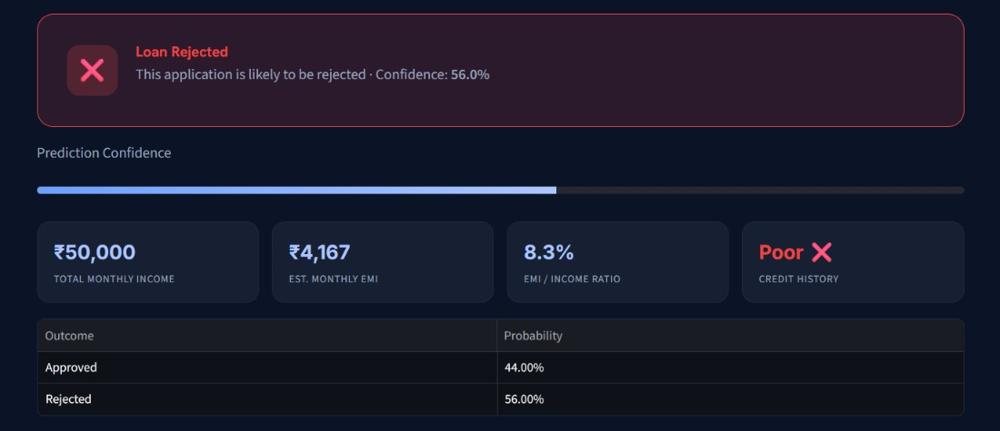 Loan Rejected
This application is likely to be rejected · Confidence: 56.0%
Prediction Confidence
₹50,000
TOTAL MONTHLY INCOME
₹4,167
EST. MONTHLY EMI
8.3%
EMI / INCOME RATIO
Poor ❌
CREDIT HISTORY
Outcome Probability
Approved 44.00%
Rejected 56.00%